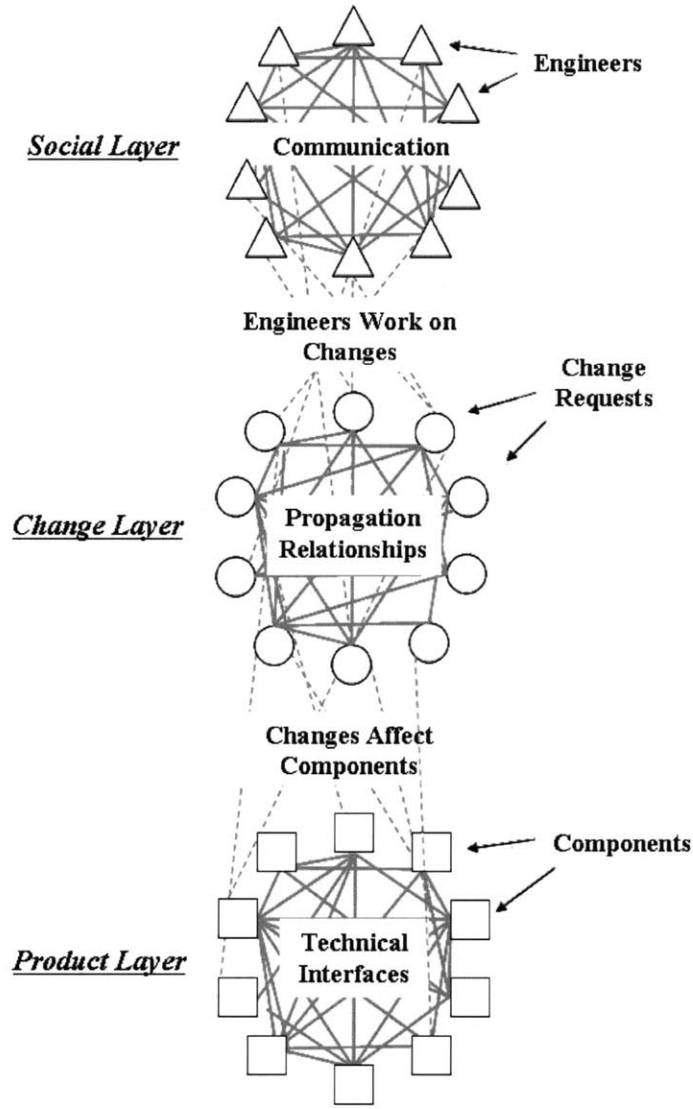 Engineers
Social Layer
Communication
Engineers Work on
Changes
Change
Requests
Change Layer
Propagation
Relationships
Changes Affect
Components
Components
Product Layer
Technical
Interfaces